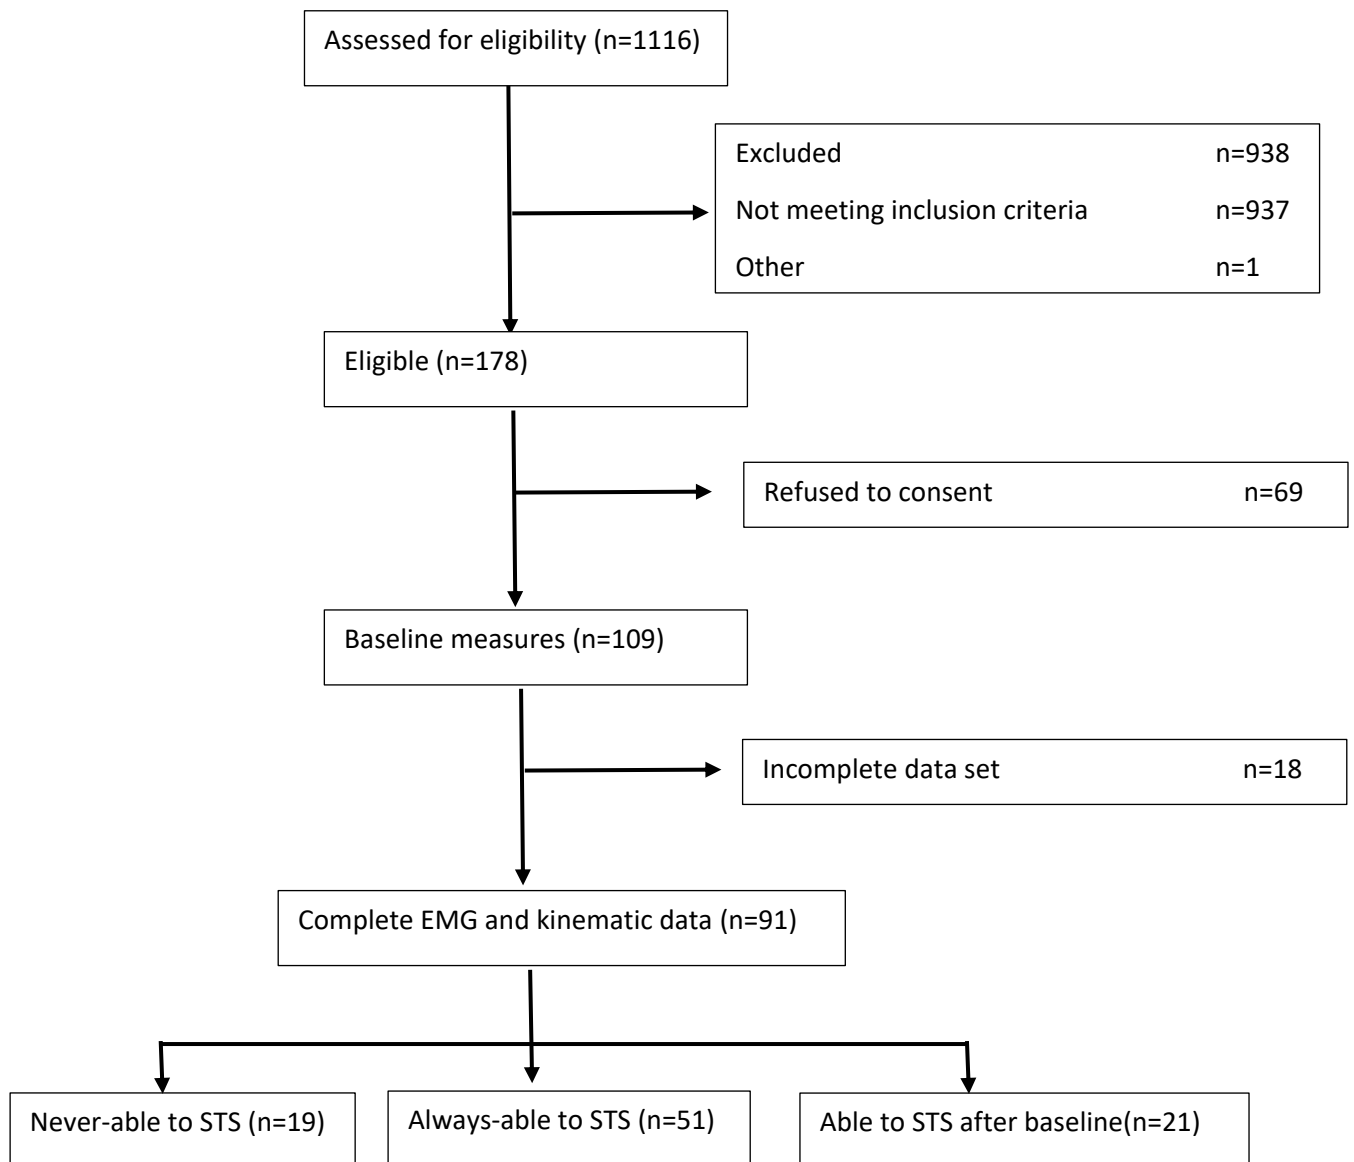 Assessed for eligibility (n=1116)
Excluded n=938
Not meeting inclusion criteria n=937
Other n=1
Eligible (n=178)
Refused to consent n=69
Baseline measures (n=109)
Incomplete data set n=18
Complete EMG and kinematic data (n=91)
Never-able to STS (n=19)
Always-able to STS (n=51)
Able to STS after baseline(n=21)